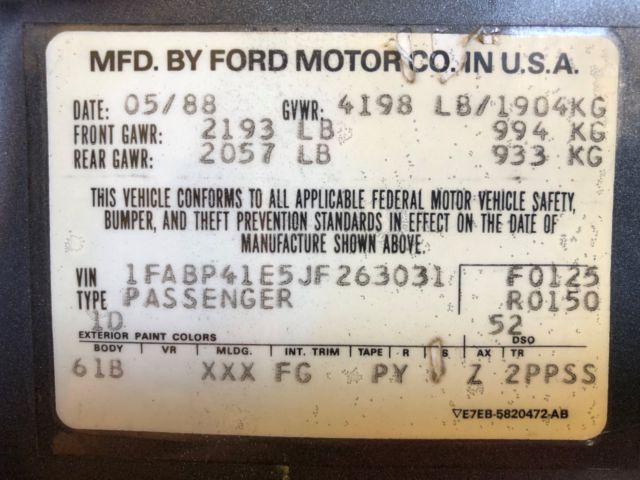 MFD. BY FORD MOTOR CO. IN U.S.A.
DATE: 05/88 GVWR: 4198 LB/1904KG
FRONT GAWR: 2193 LB 994 KG
REAR GAWR: 2057 LB 933 KG
THIS VEHICLE CONFORMS TO ALL APPLICABLE FEDERAL MOTOR VEHICLE SAFETY,
BUMPER, AND THEFT PREVENTION STANDARDS IN EFFECT ON THE DATE OF
MANUFACTURE SHOWN ABOVE.
VIN 1FABP41E5JF263031 F0125
TYPE PASSENGER R0150
1D 52
EXTERIOR PAINT COLORS DSO
BODY VR MLDG. INT. TRIM TAPE R S AX TR
61B XXX FG PY Z 2PPSS
▽E7EB-5820472-AB